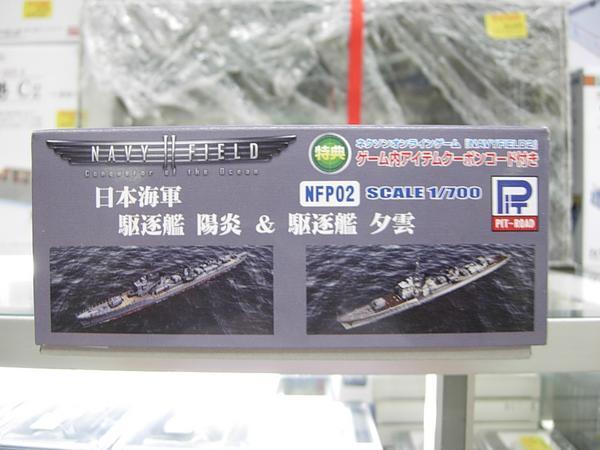 NAVY II FIELD
Conqueror of the Ocean
特典
ネクソンオンラインゲーム『NAVYFIELD2』
ゲーム内アイテムクーポンコード付き
日本海軍
NFP02
SCALE 1/700
駆逐艦 陽炎 & 駆逐艦 夕雲
PIT
PIT-ROAD